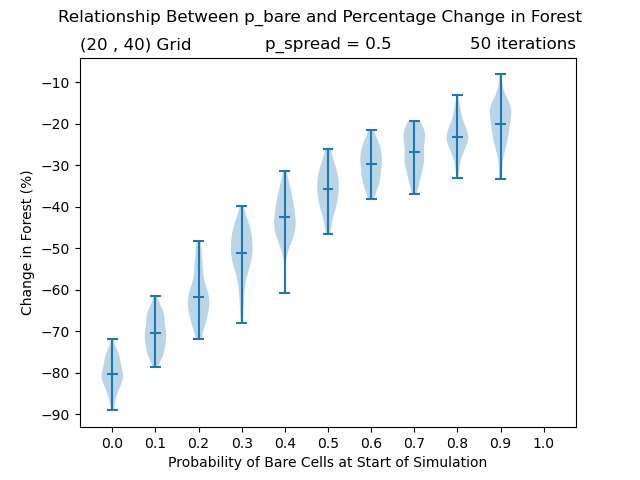 Relationship Between p_bare and Percentage Change in Forest
(20 , 40) Grid p_spread = 0.5 50 iterations
−10
−20
−30
−40
−50
−60
−70
−80
−90
Change in Forest (%)
0.0 0.1 0.2 0.3 0.4 0.5 0.6 0.7 0.8 0.9 1.0
Probability of Bare Cells at Start of Simulation